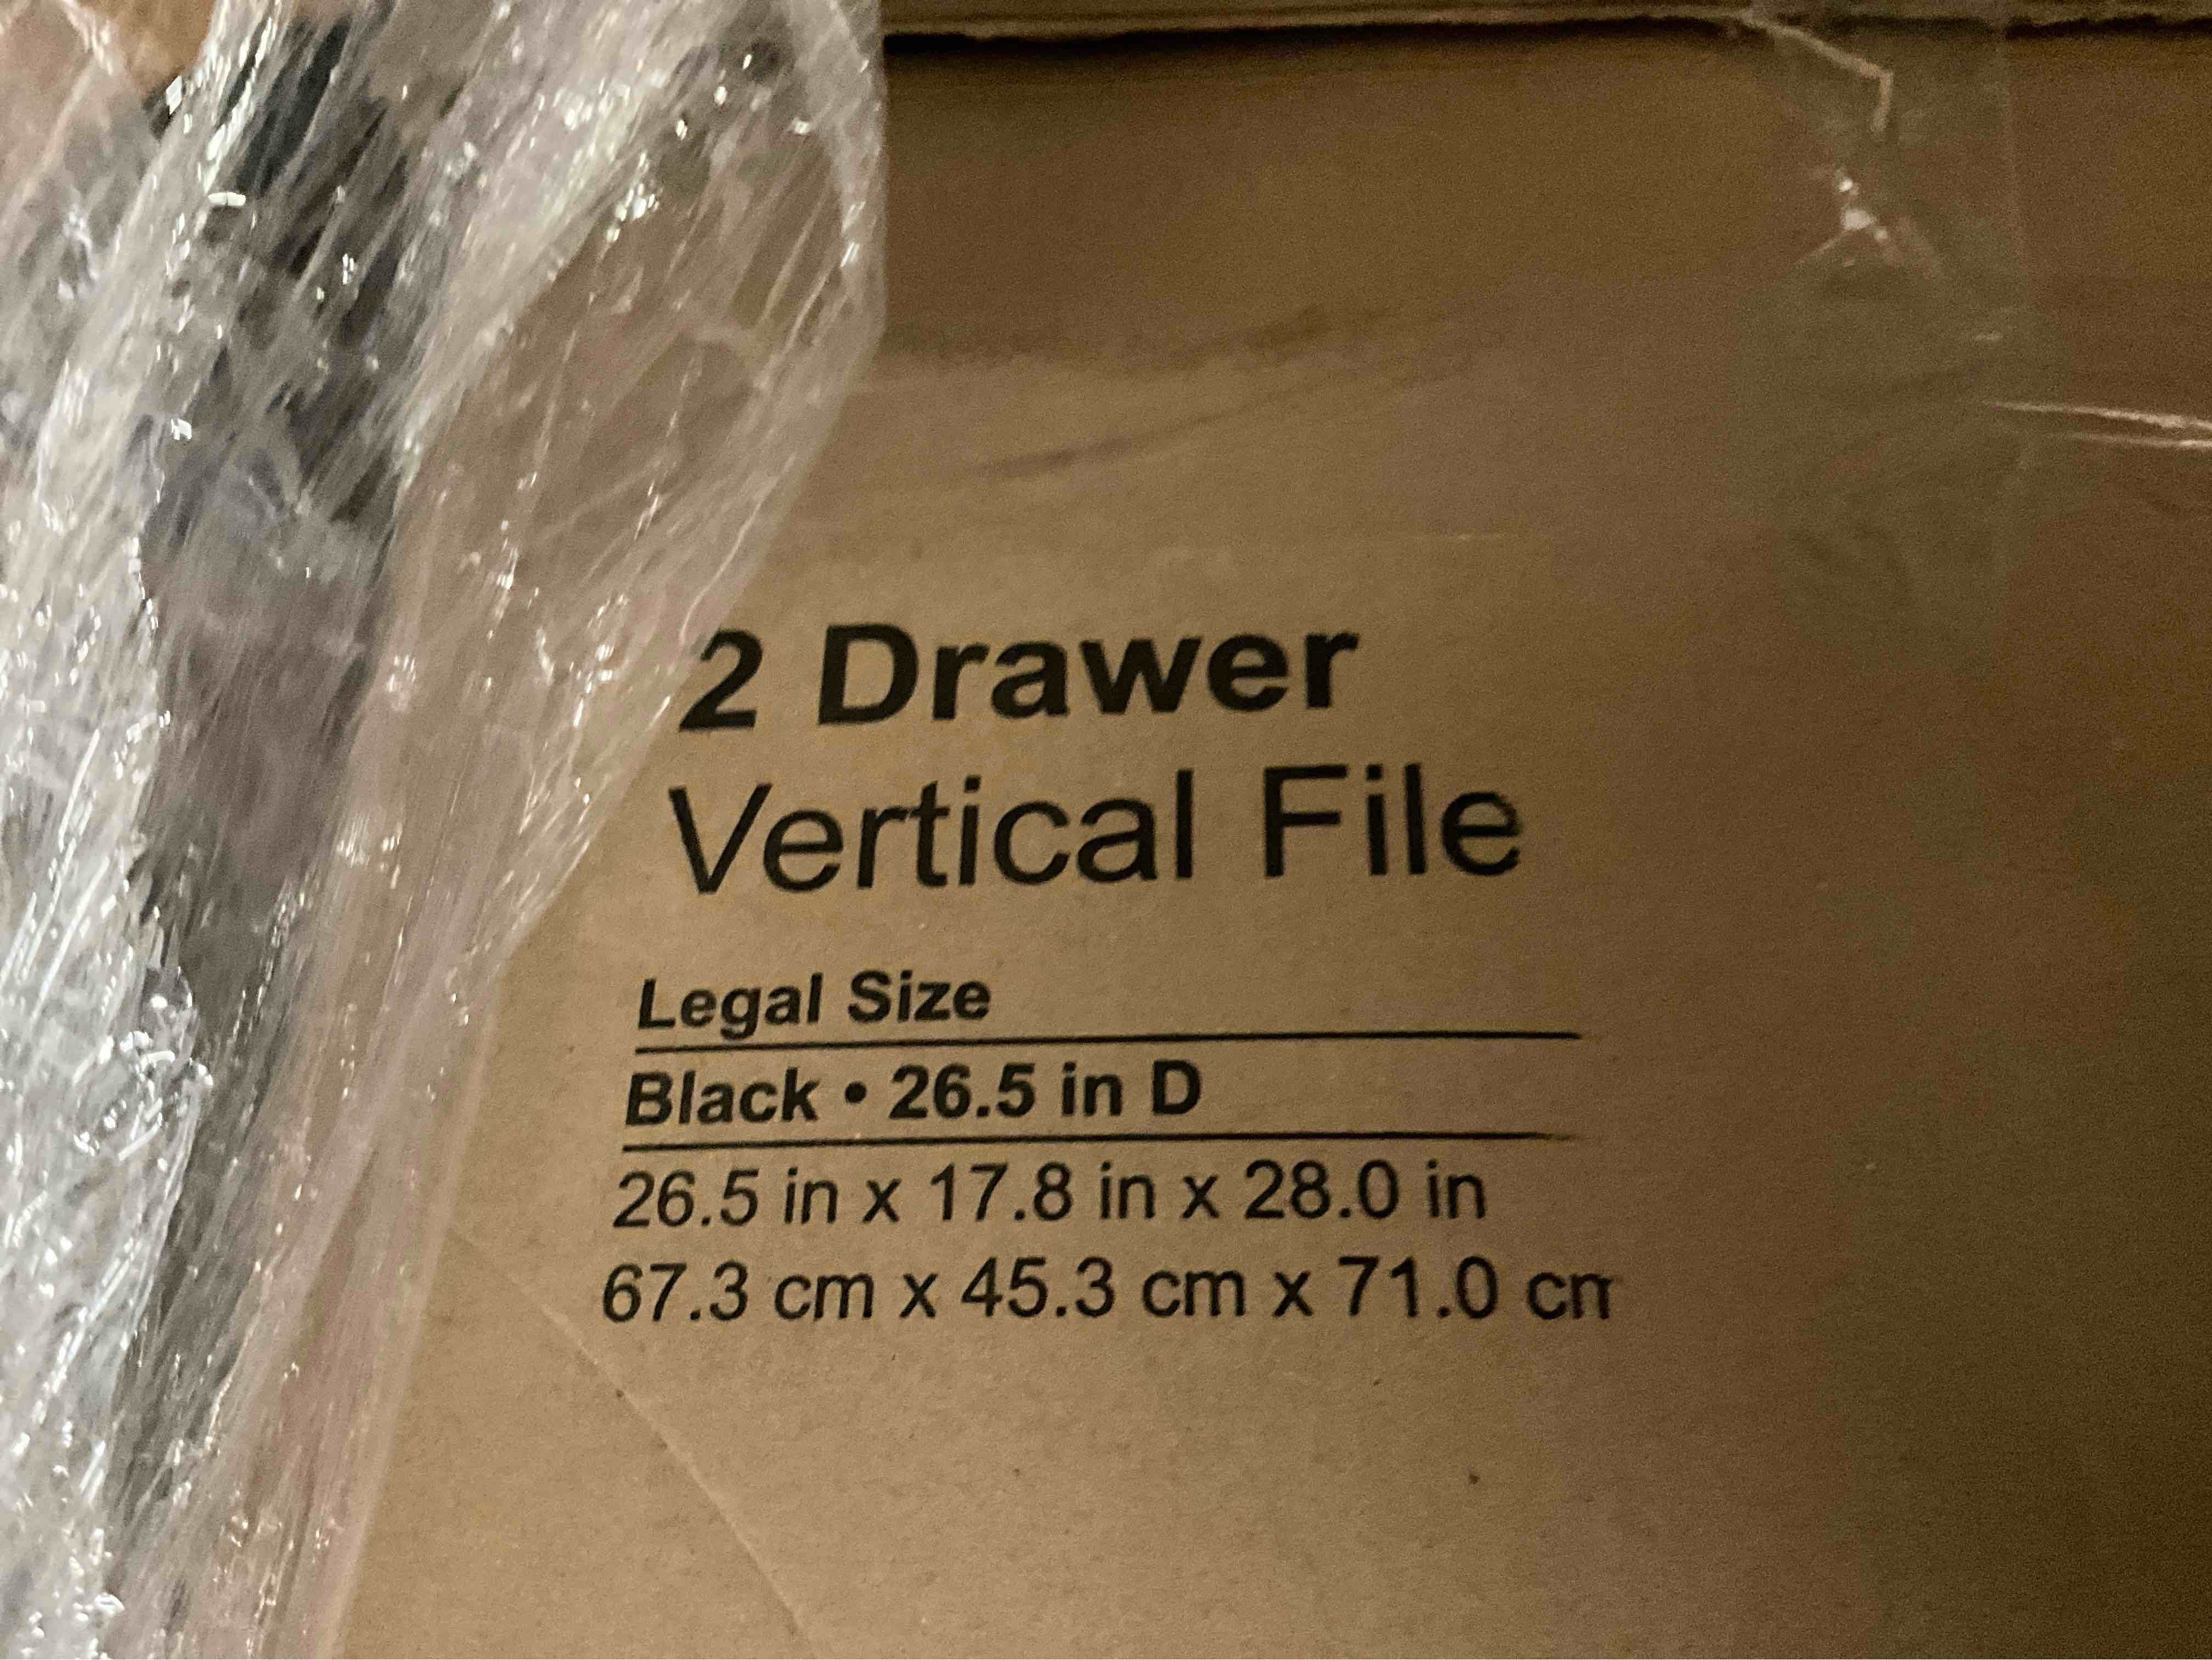 2 Drawer
Vertical File
Legal Size
Black • 26.5 in D
26.5 in x 17.8 in x 28.0 in
67.3 cm x 45.3 cm x 71.0 cm